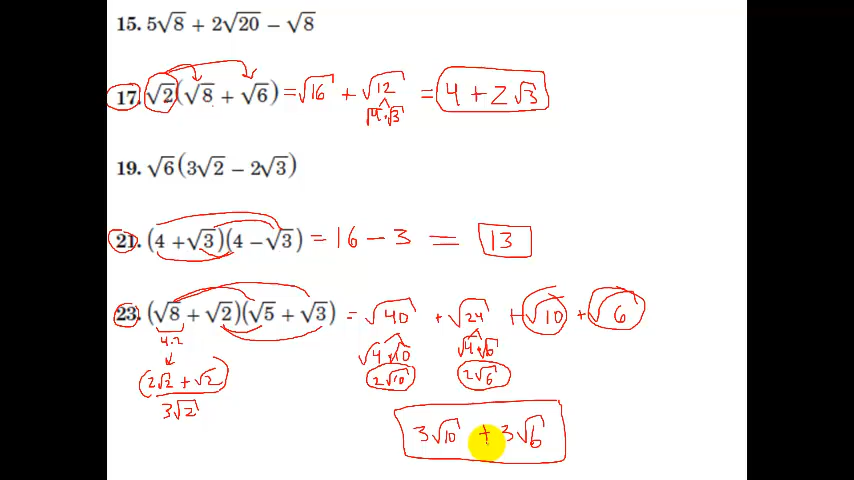 15. 5√8 + 2√20 − √8
17. √2(√8 + √6) = √16 + √12 = 4 + 2√3
√4·√3
19. √6(3√2 − 2√3)
21. (4 + √3)(4 − √3) = 16 − 3 = 13
23. (√8 + √2)(√5 + √3) = √40 + √24 + √10 + √6
4·2
√4·√10 √4·√6
2√10 2√6
(2√2 + √2)
3√2
3√10 + 3√6